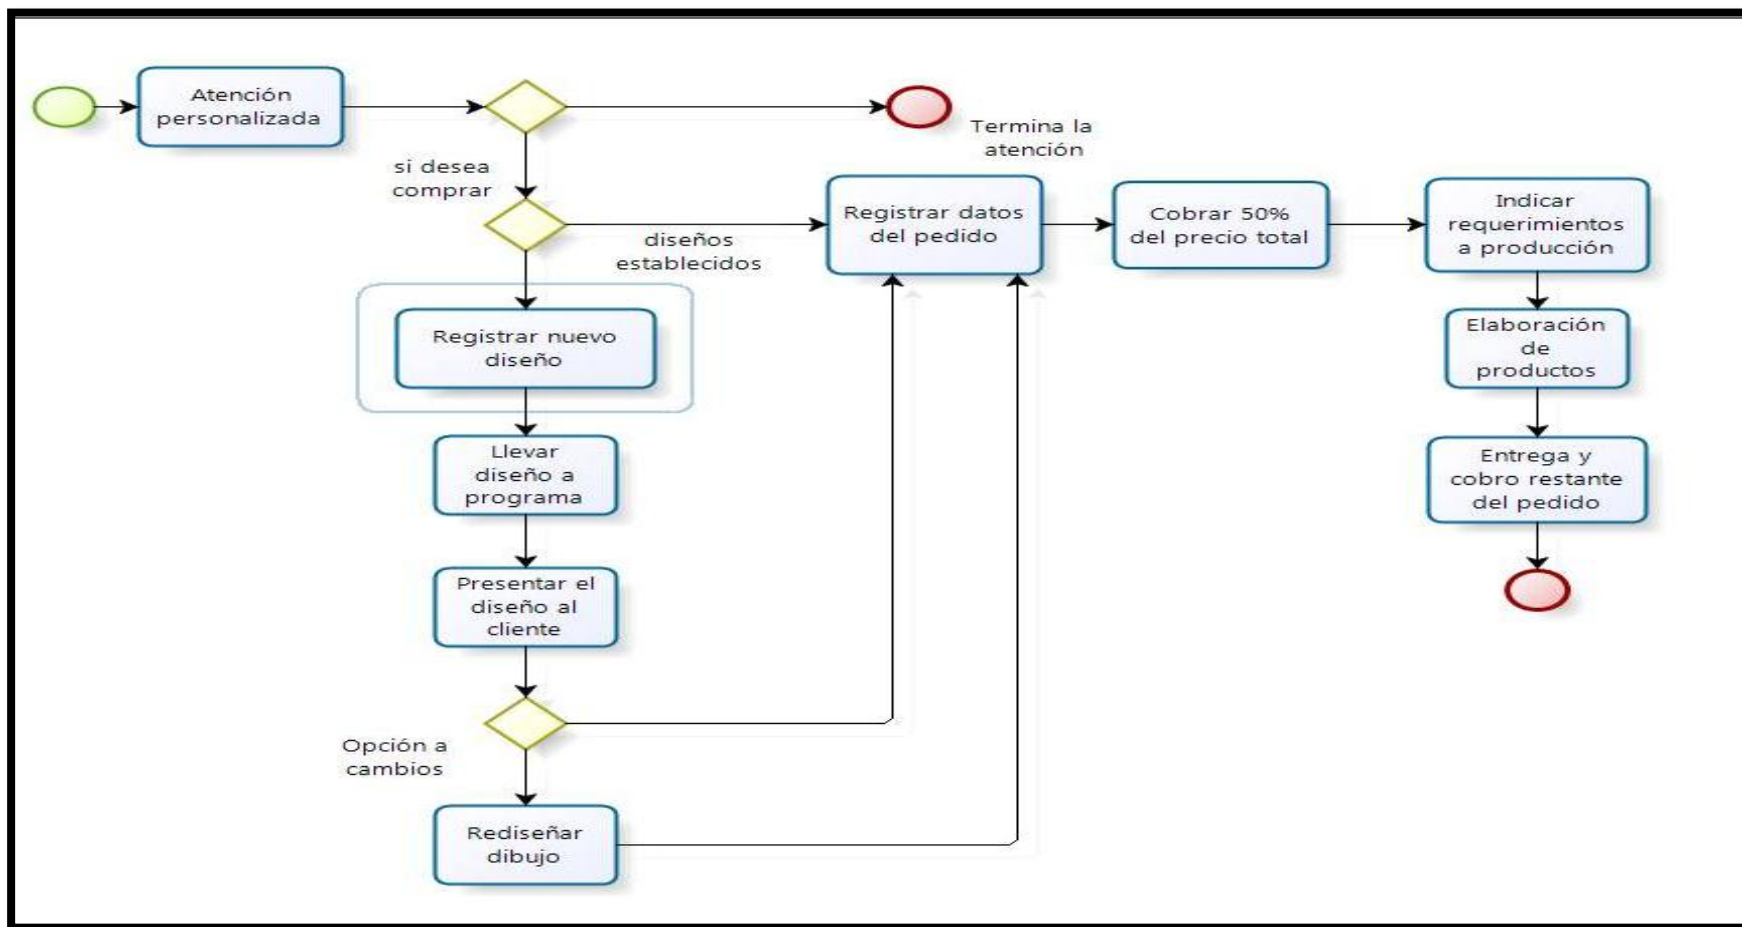 Atención
personalizada
si desea
comprar
Termina la
atención
diseños
establecidos
Registrar datos
del pedido
Cobrar 50%
del precio total
Indicar
requerimientos
a producción
Elaboración
de
productos
Entrega y
cobro restante
del pedido
Registrar nuevo
diseño
Llevar
diseño a
programa
Presentar el
diseño al
cliente
Opción a
cambios
Rediseñar
dibujo